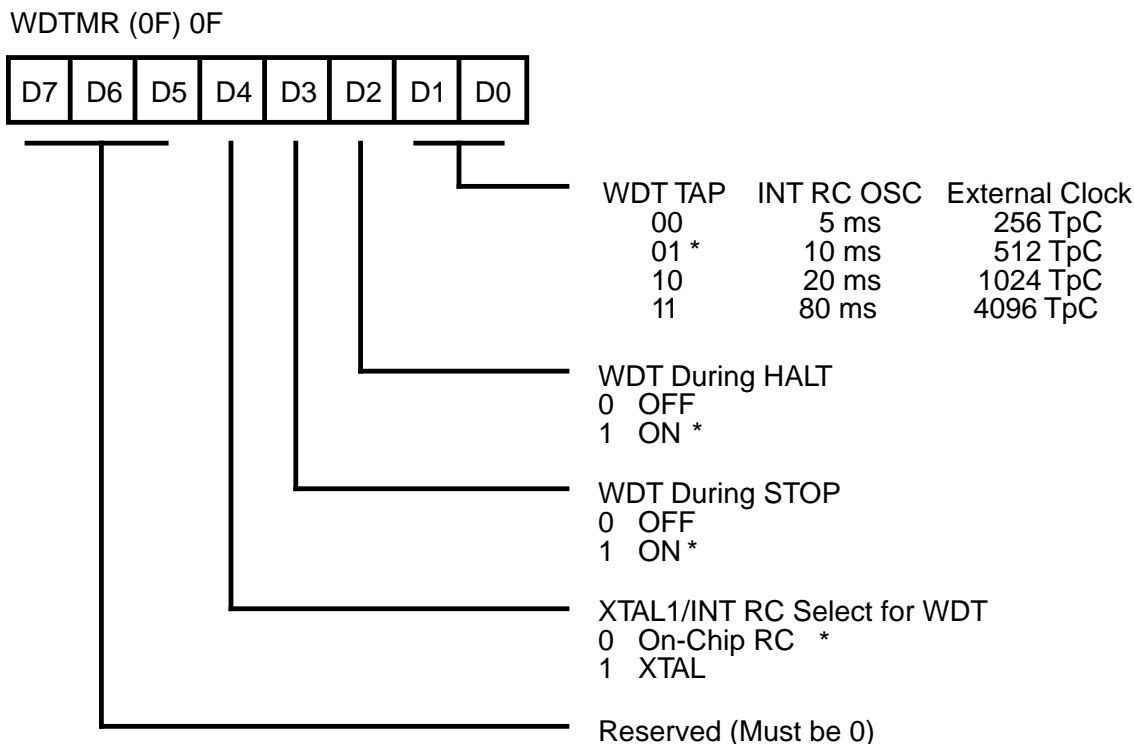 WDTMR (0F) 0F
D7 D6 D5 D4 D3 D2 D1 D0
WDT TAP INT RC OSC External Clock
00 5 ms 256 TpC
01 * 10 ms 512 TpC
10 20 ms 1024 TpC
11 80 ms 4096 TpC
WDT During HALT
0 OFF
1 ON *
WDT During STOP
0 OFF
1 ON *
XTAL1/INT RC Select for WDT
0 On-Chip RC *
1 XTAL
Reserved (Must be 0)